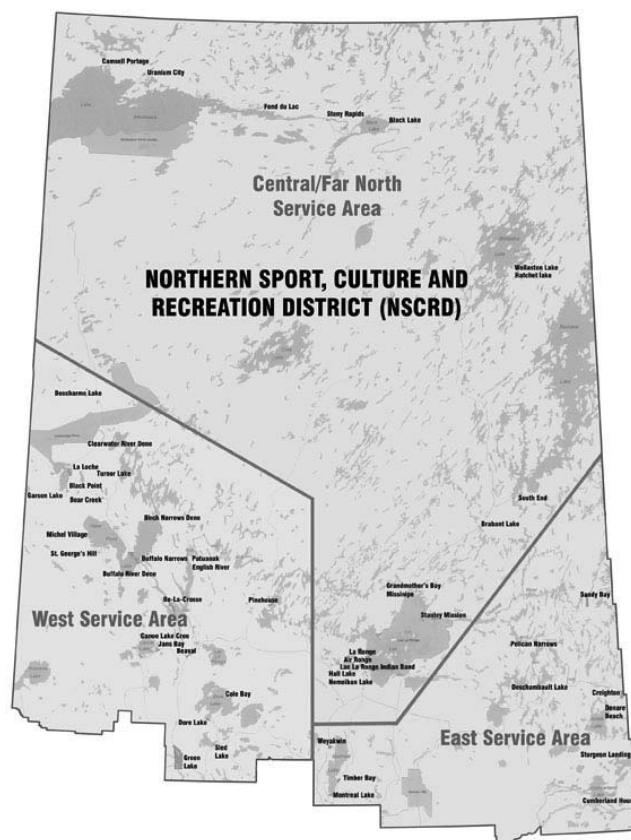 Camsell Portage
Uranium City
Fond du Lac
Stony Rapids
Black Lake
Central/Far North
Service Area
Wollaston Lake
Hatchet lake
NORTHERN SPORT, CULTURE AND
RECREATION DISTRICT (NSCRD)
Descharme Lake
Clearwater River Dene
La Loche
Turner Lake
Black Point
Garson Lake
Bear Creek
South End
Birch Narrows Dene
Brabant Lake
Michel Village
St. George's Hill
Buffalo Narrows
Patuanak
English River
Buffalo River Dene
Grandmother's Bay
Missinipe
Sandy Bay
Pinehouse
Stanley Mission
West Service Area
Canoe Lake Cree
Jans Bay
Beauval
Pelican Narrows
La Ronge
Air Ronge
Lac La Ronge Indian Band
Hall Lake
Nemeiben Lake
Deschambault Lake
Creighton
Cole Bay
Denare
Beach
Dore Lake
East Service Area
Weyakwin
Sled
Lake
Green
Lake
Sturgeon Landing
Timber Bay
Montreal Lake
Cumberland Hou